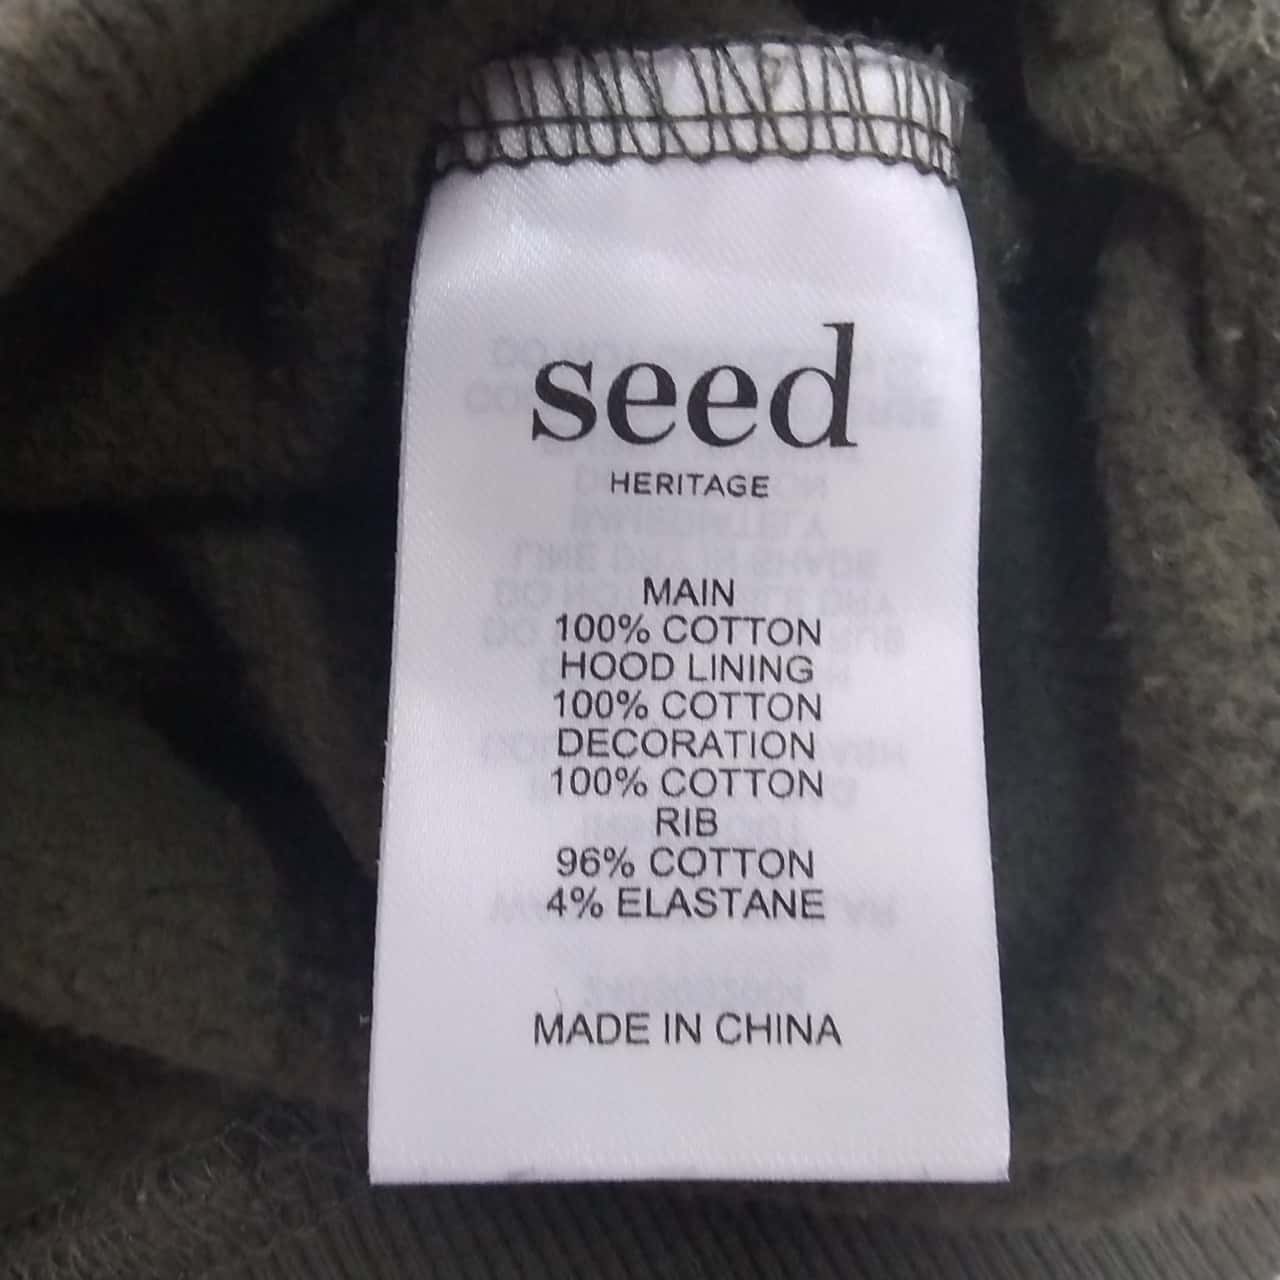 seed
HERITAGE
MAIN
100% COTTON
HOOD LINING
100% COTTON
DECORATION
100% COTTON
RIB
96% COTTON
4% ELASTANE
MADE IN CHINA